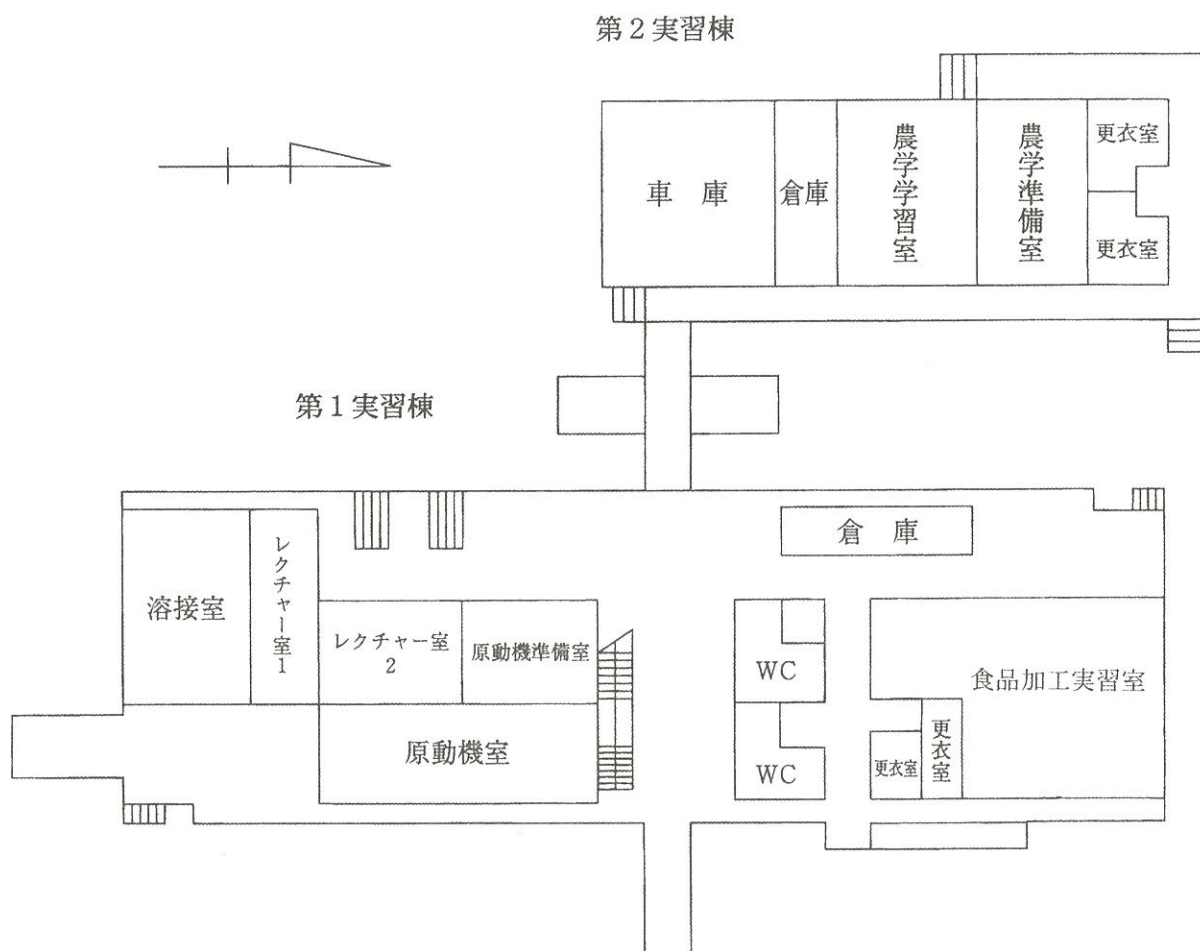 第２実習棟
車 庫
倉庫
農学学習室
農学準備室
更衣室
更衣室
第１実習棟
倉 庫
溶接室
レクチャー室1
レクチャー室
2
原動機準備室
WC
食品加工実習室
原動機室
WC
更衣室
更衣室